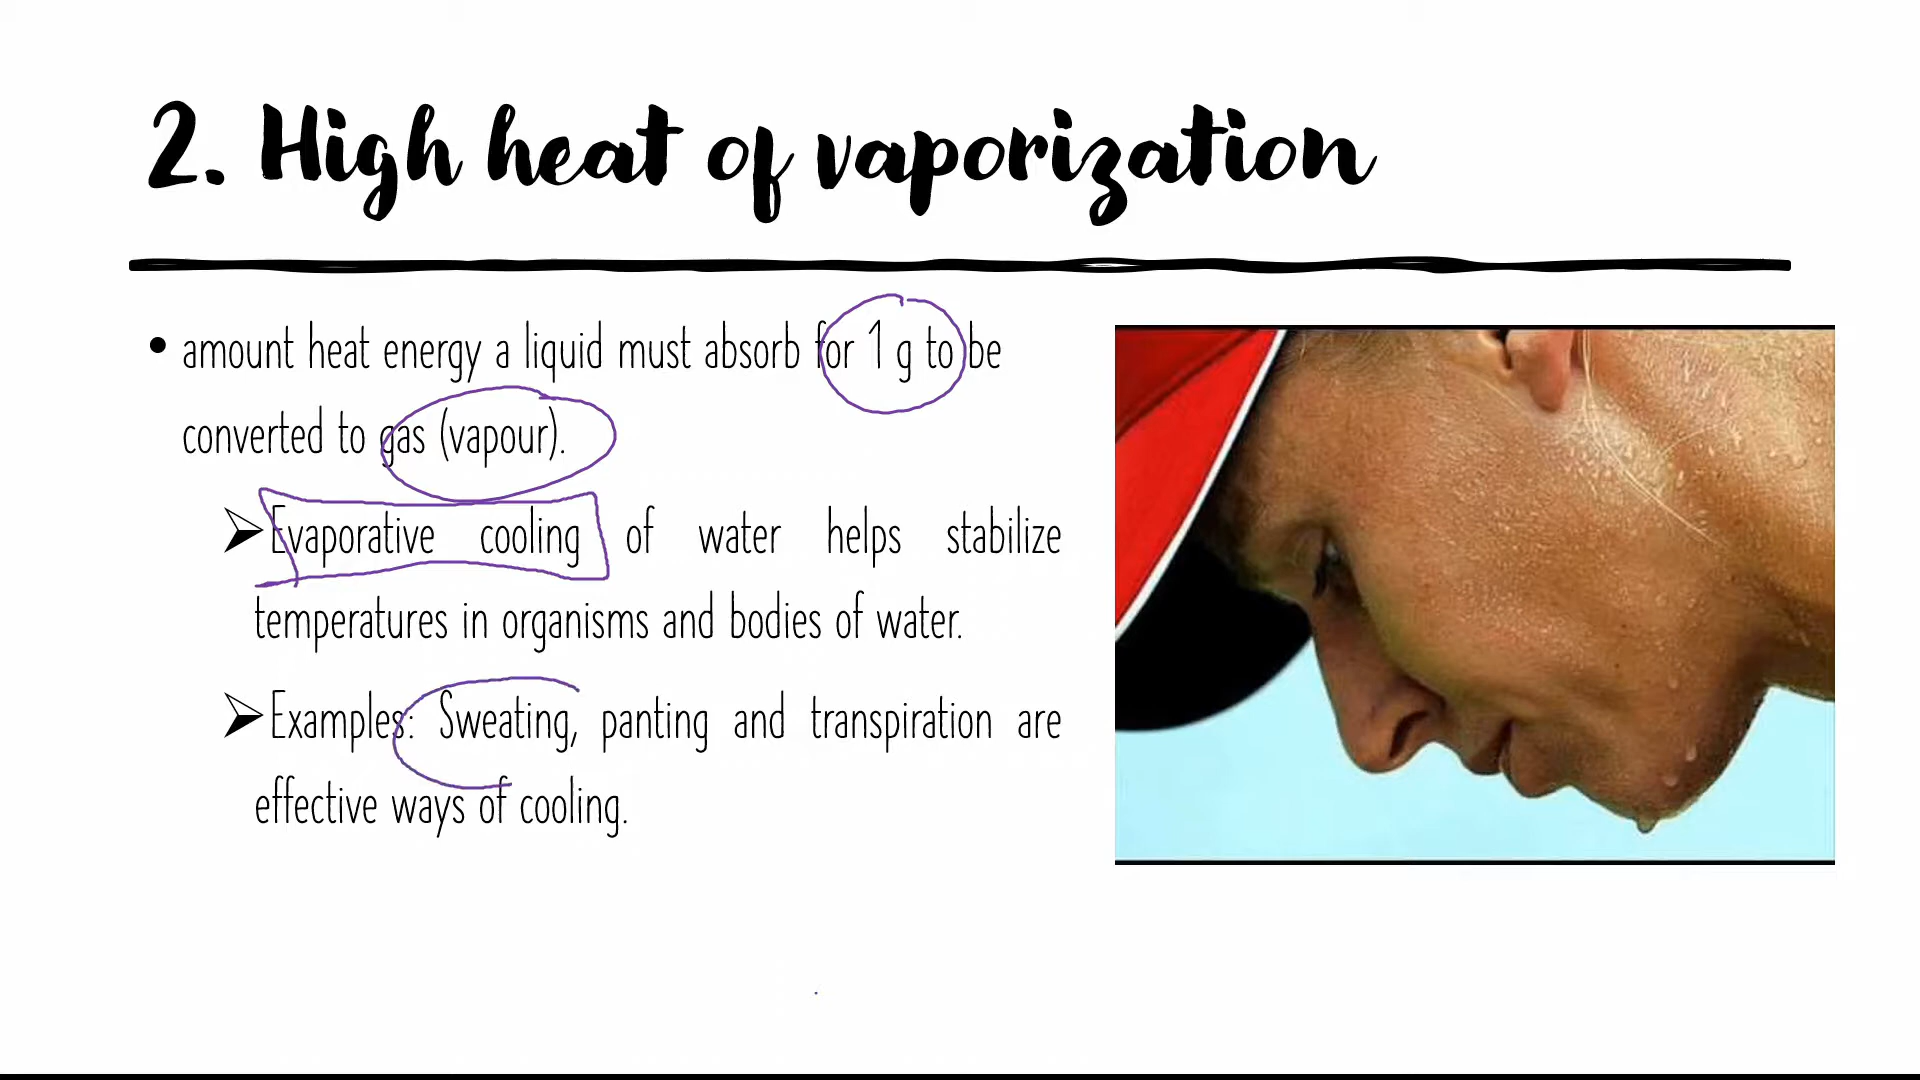 2. High heat of vaporization
• amount heat energy a liquid must absorb for 1 g to be
converted to gas (vapour).
➢Evaporative cooling of water helps stabilize
temperatures in organisms and bodies of water.
➢Examples: Sweating, panting and transpiration are
effective ways of cooling.